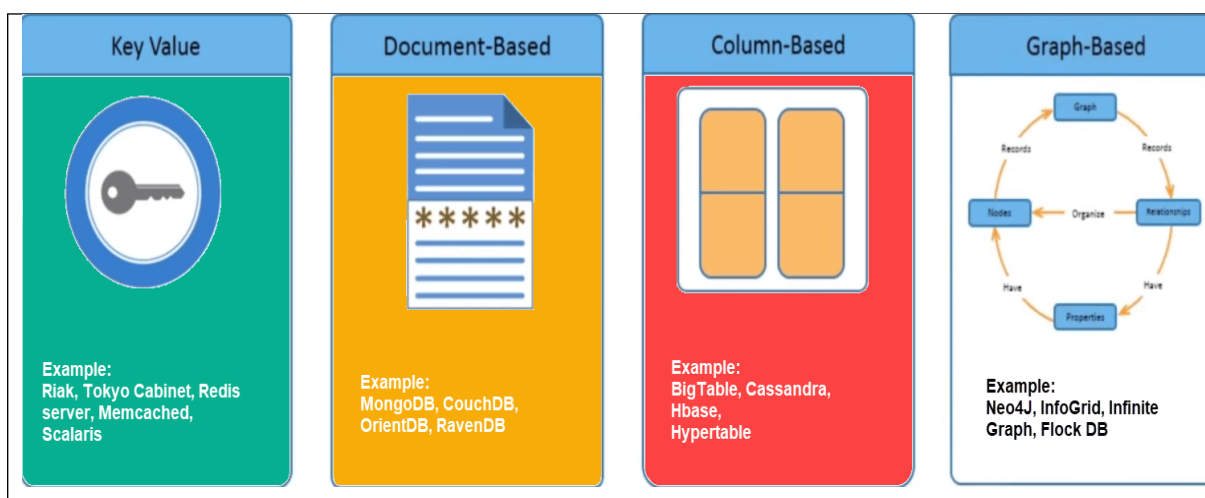 Key Value
Example:
Riak, Tokyo Cabinet, Redis
server, Memcached,
Scalaris
Document-Based
*****
Example:
MongoDB, CouchDB,
OrientDB, RavenDB
Column-Based
Example:
BigTable, Cassandra,
Hbase,
Hypertable
Graph-Based
Graph
Records
Records
Nodes
Organize
Relationships
Have
Have
Properties
Example:
Neo4J, InfoGrid, Infinite
Graph, Flock DB